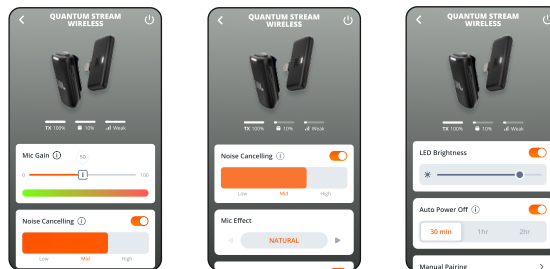 QUANTUM STREAM
WIRELESS
TX 100% 10% Weak
Mic Gain
50
0 100
Noise Cancelling
Low Mid High
QUANTUM STREAM
WIRELESS
TX 100% 10% Weak
Noise Cancelling
Low Mid High
Mic Effect
NATURAL
QUANTUM STREAM
WIRELESS
TX 100% 10% Weak
LED Brightness
Auto Power Off
30 min 1hr 2hr
Manual Pairing